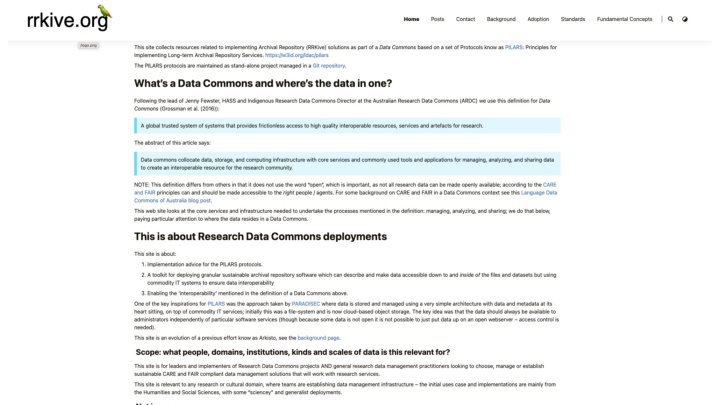 rrkive.org
Home Posts Contact Background Adoption Standards Fundamental Concepts
This site collects resources related to implementing Archival Repository (RRKive) solutions as part of a Data Commons based on a set of Protocols know as PILARS: Principles for
Implementing Long-term Archival Repository Services. https://w3id.org/ldac/pilars
The PILARS protocols are maintained as stand-alone project managed in a Git repository.
What's a Data Commons and where's the data in one?
Following the lead of Jenny Fewster, HASS and Indigenous Research Data Commons Director at the Australian Research Data Commons (ARDC) we use this definition for Data
Commons (Grossman et al. (2016)).
A global trusted system of systems that provides frictionless access to high quality interoperable resources, services and artefacts for research.
The abstract of this article says:
Data commons collocate data, storage, and computing infrastructure with core services and commonly used tools and applications for managing, analyzing, and sharing data
to create an interoperable resource for the research community.
NOTE: This definition differs from others in that it does not use the word "open", which is important, as not all research data can be made openly available; according to the CARE
and FAIR principles can and should be made accessible to the right people / agents. For some background on CARE and FAIR in a Data Commons context see this Language Data
Commons of Australia blog post.
This web site looks at the core services and infrastructure needed to undertake the processes mentioned in the definition: managing, analyzing, and sharing; we do that below,
paying particular attention to where the data resides in a Data Commons.
This is about Research Data Commons deployments
This site is about:
1. Implementation advice for the PILARS protocols.
2. A toolkit for deploying granular sustainable archival repository software which can describe and make data accessible down to and inside of the files and datasets but using
commodity IT systems to ensure data interoperability
3. Enabling the 'interoperability' mentioned in the definition of a Data Commons above.
One of the key inspirations for PILARS was the approach taken by PARADISEC where data is stored and managed using a very simple architecture with data and metadata at its
heart sitting, on top of commodity IT services; initially this was a file-system and is now cloud-based object storage. The key idea was that the data should always be available to
administrators independently of particular software services (though because some data is not open it is not possible to just put data up on an open webserver – access control is
needed).
This site is an evolution of a previous effort know as Arkisto, see the background page.
Scope: what people, domains, institutions, kinds and scales of data is this relevant for?
This site is for leaders and implementers of Research Data Commons projects AND general research data management practitioners looking to choose, manage or establish
sustainable CARE and FAIR compliant data management solutions that will work with research services.
This site is relevant to any research or cultural domain, where teams are establishing data management infrastructure – the initial uses case and implementations are mainly from
the Humanities and Social Sciences, with some "sciencey" and generalist deployments.